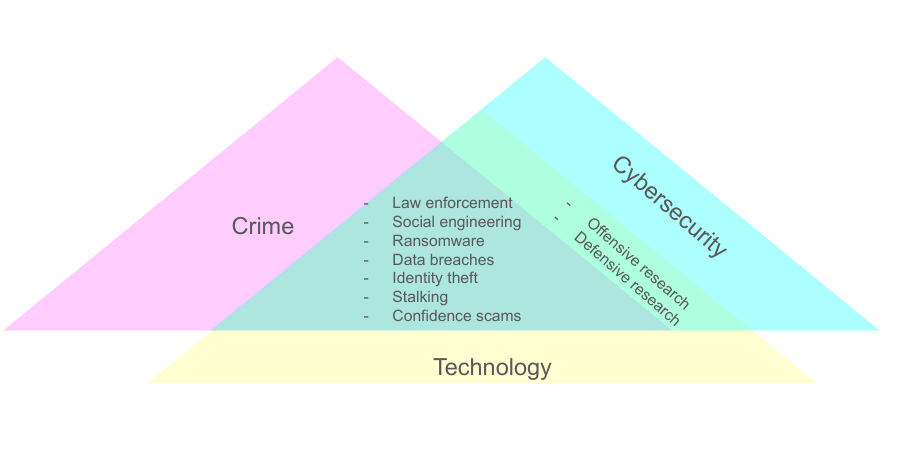 Cybersecurity
Crime
- Law enforcement
- Social engineering
- Ransomware
- Data breaches
- Identity theft
- Stalking
- Confidence scams
- Offensive research
- Defensive research
Technology